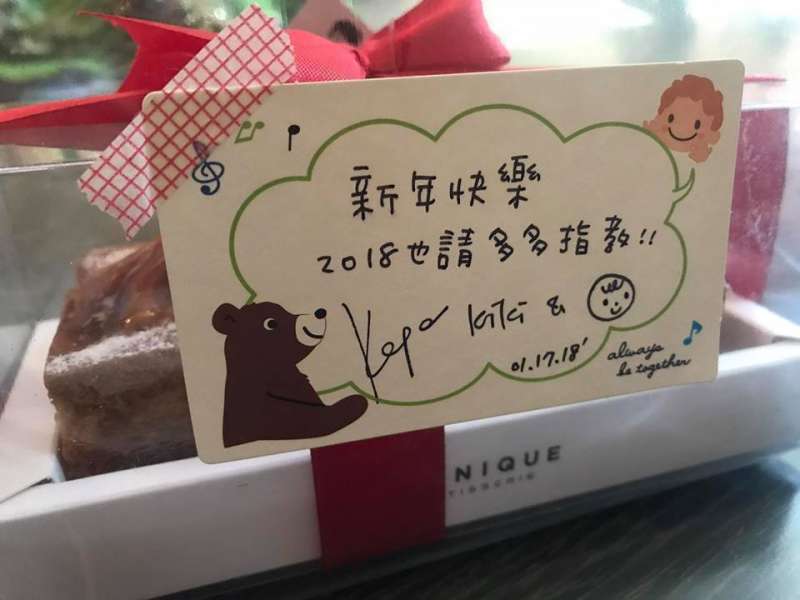 新年快樂
2018也請多多指教!!
kiki &
01.17.18'
always
be together
NIQUE